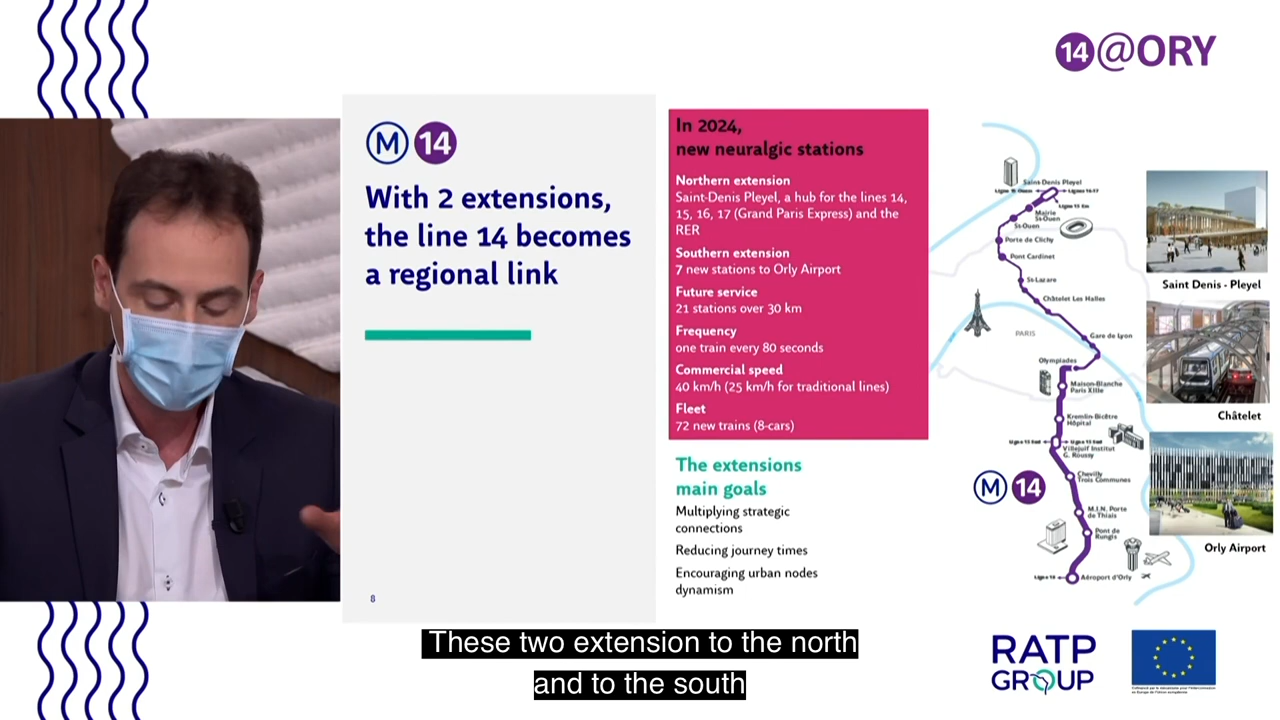 14@ORY
M 14
With 2 extensions,
the line 14 becomes
a regional link
8
In 2024,
new neuralgic stations
Northern extension
Saint-Denis Pleyel, a hub for the lines 14,
15, 16, 17 (Grand Paris Express) and the
RER
Southern extension
7 new stations to Orly Airport
Future service
21 stations over 30 km
Frequency
one train every 80 seconds
Commercial speed
40 km/h (25 km/h for traditional lines)
Fleet
72 new trains (8-cars)
The extensions
main goals
Multiplying strategic
connections
Reducing journey times
Encouraging urban nodes
dynamism
Saint-Denis Pleyel
Mairie
St-Ouen
St-Ouen
Porte de Clichy
Pont Cardinet
St-Lazare
Châtelet Les Halles
PARIS
Gare de Lyon
Olympiades
Maison-Blanche
Paris XIIIe
Kremlin-Bicêtre
Hôpital
Villejuif Institut
G. Roussy
Chevilly
Trois Communes
M 14
M.I.N. Porte
de Thiais
Pont de
Rungis
Aéroport d'Orly
Saint Denis - Pleyel
Châtelet
Orly Airport
These two extension to the north
and to the south
RATP
GROUP